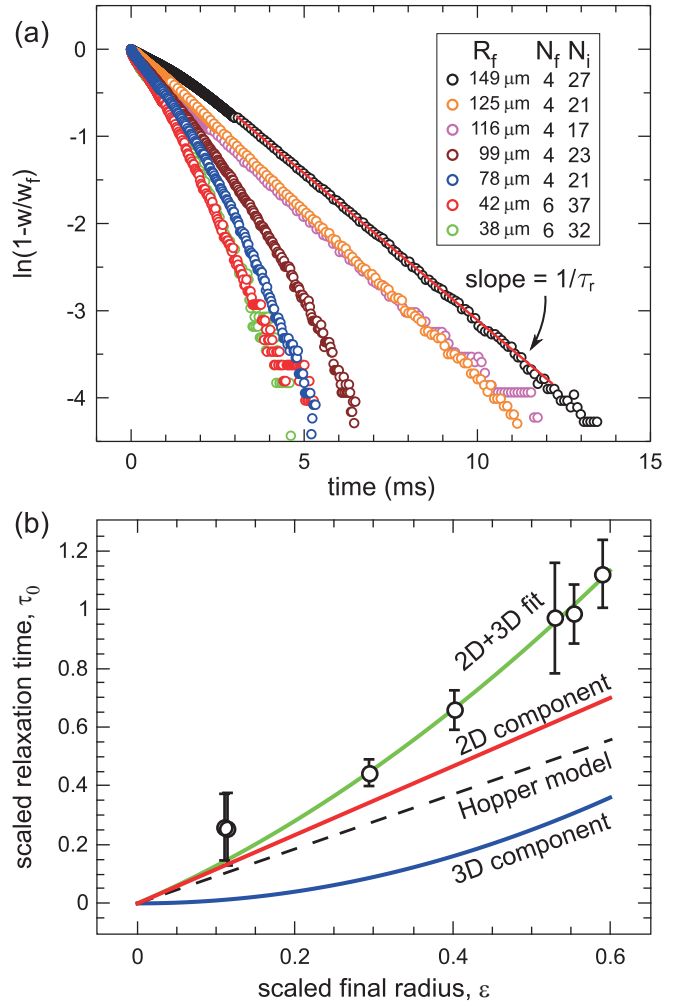 (a)
0
-1
-2
-3
-4
ln(1-w/w_f)
R_f N_f N_i
149 μm 4 27
125 μm 4 21
116 μm 4 17
99 μm 4 23
78 μm 4 21
42 μm 6 37
38 μm 6 32
slope = 1/τ_r
0 5 10 15
time (ms)
(b)
1.2
1
0.8
0.6
0.4
0.2
0
scaled relaxation time, τ_0
2D+3D fit
2D component
Hopper model
3D component
0 0.2 0.4 0.6
scaled final radius, ε